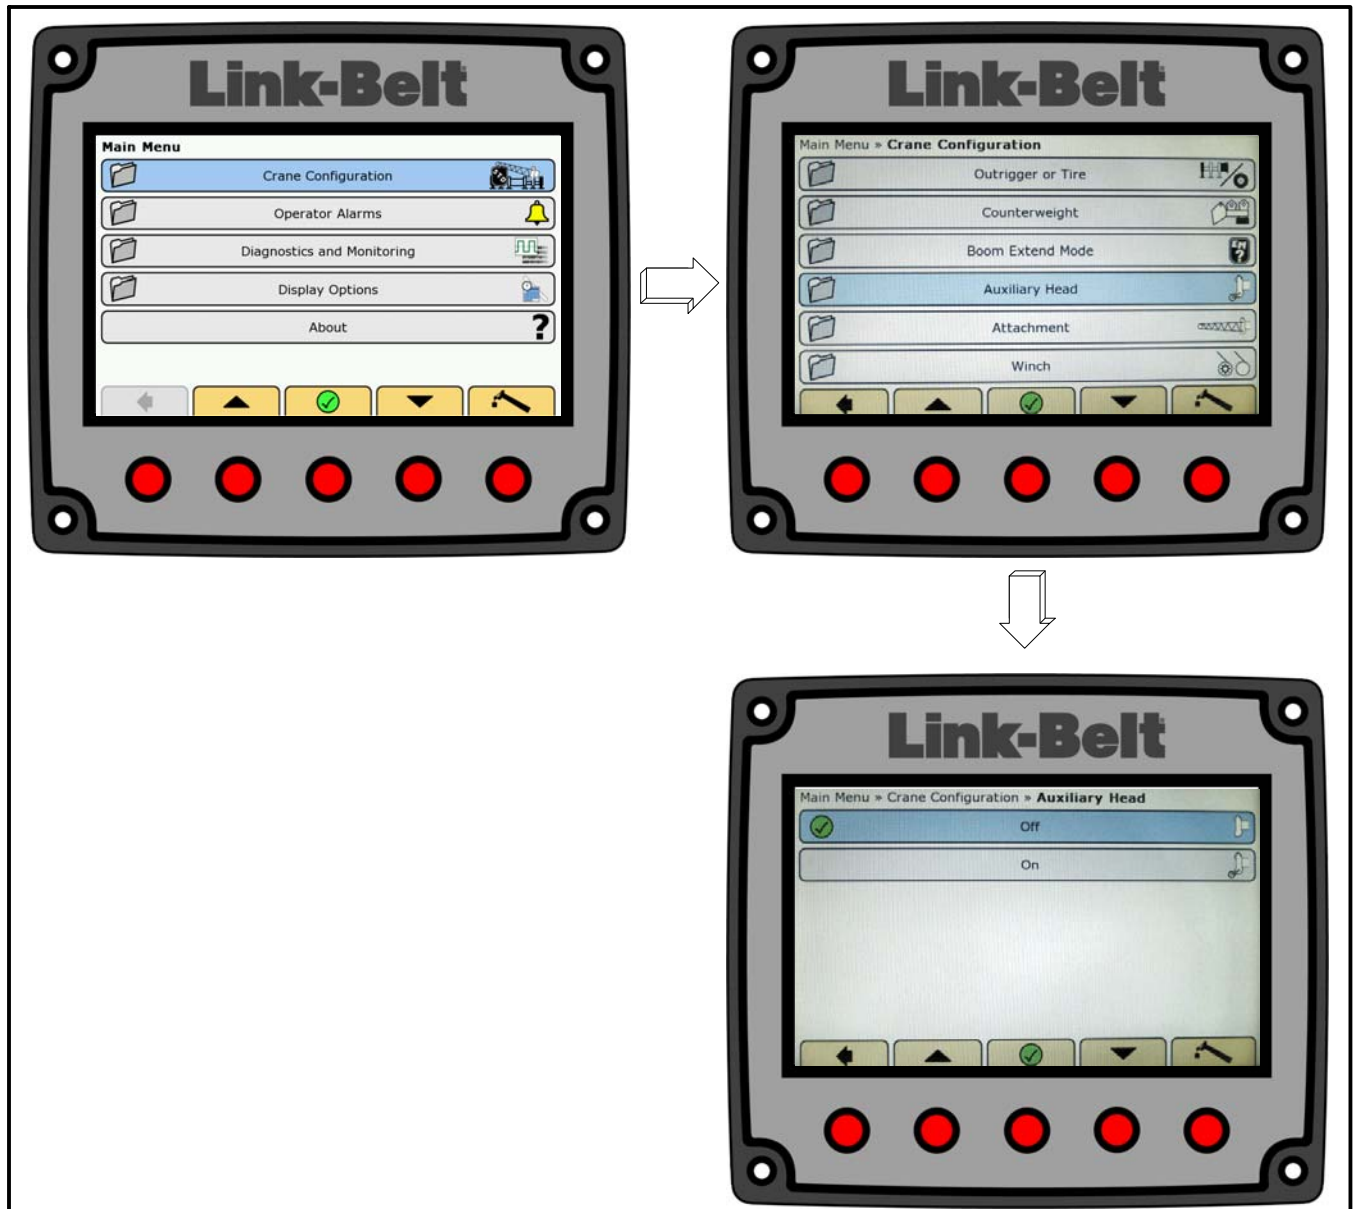 Link-Belt
Main Menu
Crane Configuration
Operator Alarms
Diagnostics and Monitoring
Display Options
About
?
Link-Belt
Main Menu » Crane Configuration
Outrigger or Tire
Counterweight
Boom Extend Mode
EM
?
Auxiliary Head
Attachment
Winch
Link-Belt
Main Menu » Crane Configuration » Auxiliary Head
Off
On